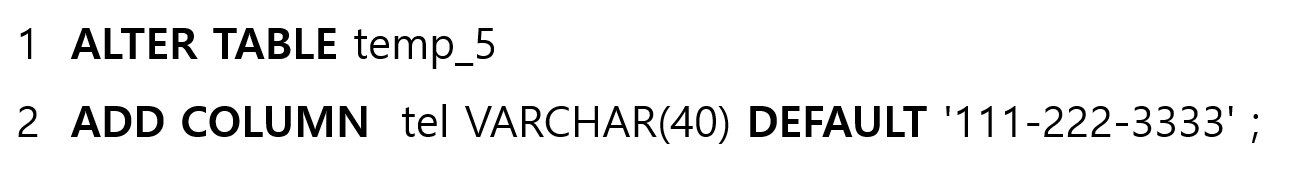 1 ALTER TABLE temp_5
2 ADD COLUMN tel VARCHAR(40) DEFAULT '111-222-3333' ;